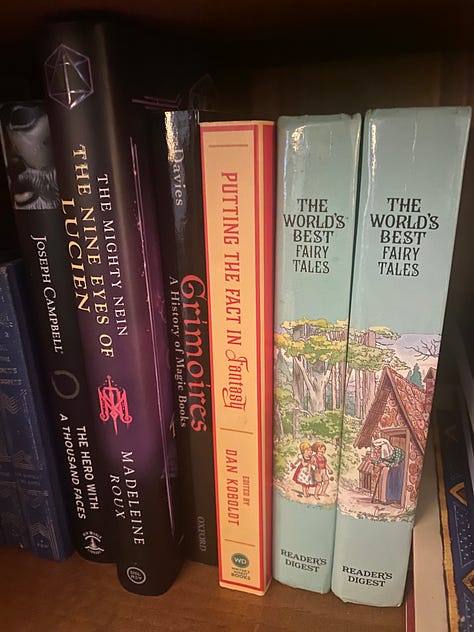 JOSEPH CAMPBELL
THE HERO WITH
A THOUSAND FACES
THE MIGHTY NEIN
THE NINE EYES OF
LUCIEN
MADELEINE
ROUX
Davies
Grimoires
A History of Magic Books
OXFORD
PUTTING THE FACT IN Fantasy
EDITED BY
DAN KOBOLDT
WD
BOOKS
THE
WORLD'S
BEST
FAIRY
TALES
READER'S
DIGEST
THE
WORLD'S
BEST
FAIRY
TALES
READER'S
DIGEST